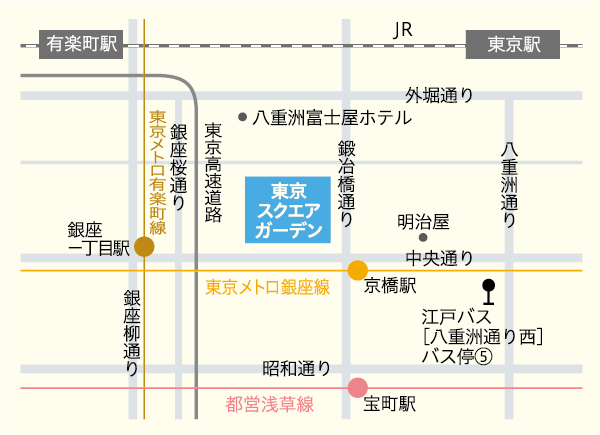 JR
有楽町駅
東京駅
外堀通り
八重洲富士屋ホテル
東京メトロ有楽町線
銀座桜通り
東京高速道路
鍛冶橋通り
八重洲通り
東京
スクエア
ガーデン
明治屋
銀座
一丁目駅
中央通り
東京メトロ銀座線
京橋駅
銀座柳通り
江戸バス
[八重洲通り西]
バス停⑤
昭和通り
都営浅草線
宝町駅